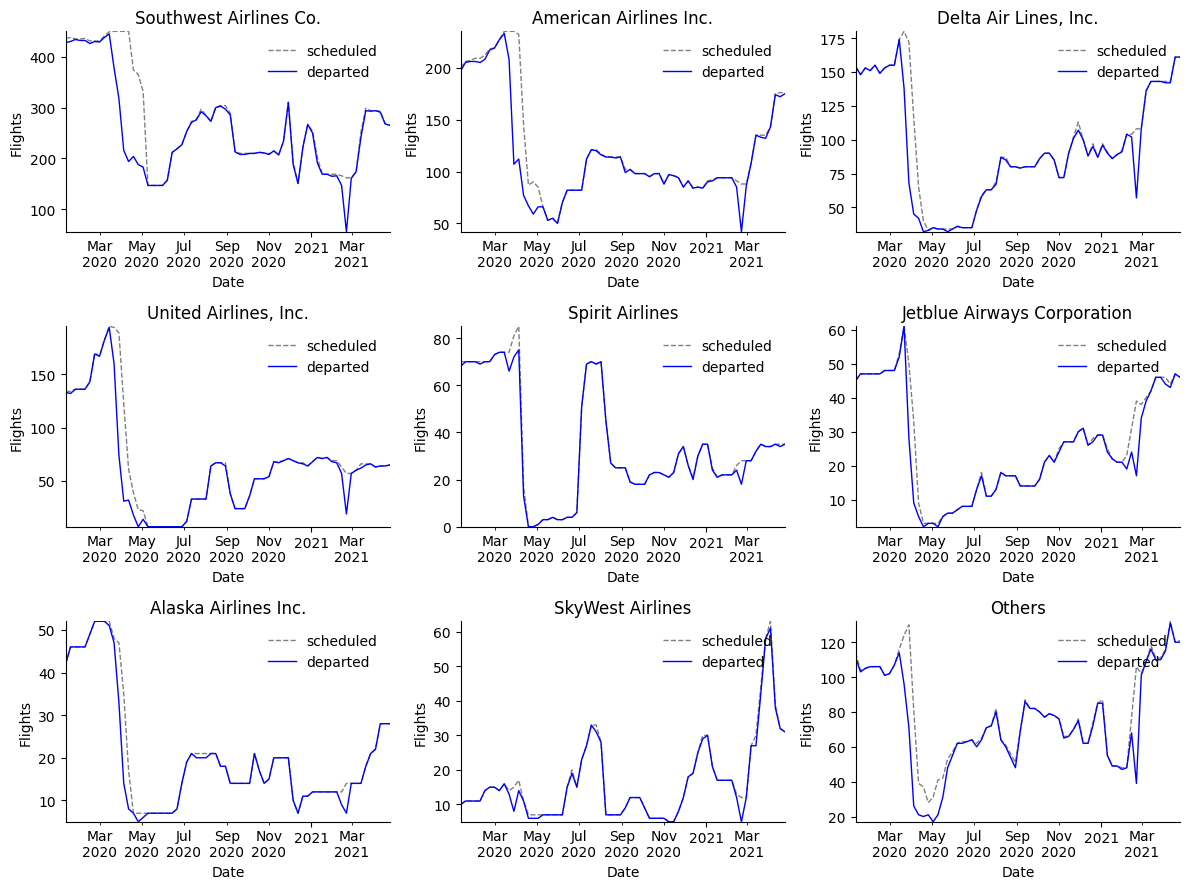 Southwest Airlines Co.
scheduled
departed
Flights
400
300
200
100
Mar
2020
May
2020
Jul
2020
Sep
2020
Nov
2020
2021
Mar
2021
Date
American Airlines Inc.
scheduled
departed
Flights
200
150
100
50
Mar
2020
May
2020
Jul
2020
Sep
2020
Nov
2020
2021
Mar
2021
Date
Delta Air Lines, Inc.
scheduled
departed
Flights
175
150
125
100
75
50
Mar
2020
May
2020
Jul
2020
Sep
2020
Nov
2020
2021
Mar
2021
Date
United Airlines, Inc.
scheduled
departed
Flights
150
100
50
Mar
2020
May
2020
Jul
2020
Sep
2020
Nov
2020
2021
Mar
2021
Date
Spirit Airlines
scheduled
departed
Flights
80
60
40
20
0
Mar
2020
May
2020
Jul
2020
Sep
2020
Nov
2020
2021
Mar
2021
Date
Jetblue Airways Corporation
scheduled
departed
Flights
60
50
40
30
20
10
Mar
2020
May
2020
Jul
2020
Sep
2020
Nov
2020
2021
Mar
2021
Date
Alaska Airlines Inc.
scheduled
departed
Flights
50
40
30
20
10
Mar
2020
May
2020
Jul
2020
Sep
2020
Nov
2020
2021
Mar
2021
Date
SkyWest Airlines
scheduled
departed
Flights
60
50
40
30
20
10
Mar
2020
May
2020
Jul
2020
Sep
2020
Nov
2020
2021
Mar
2021
Date
Others
scheduled
departed
Flights
120
100
80
60
40
20
Mar
2020
May
2020
Jul
2020
Sep
2020
Nov
2020
2021
Mar
2021
Date